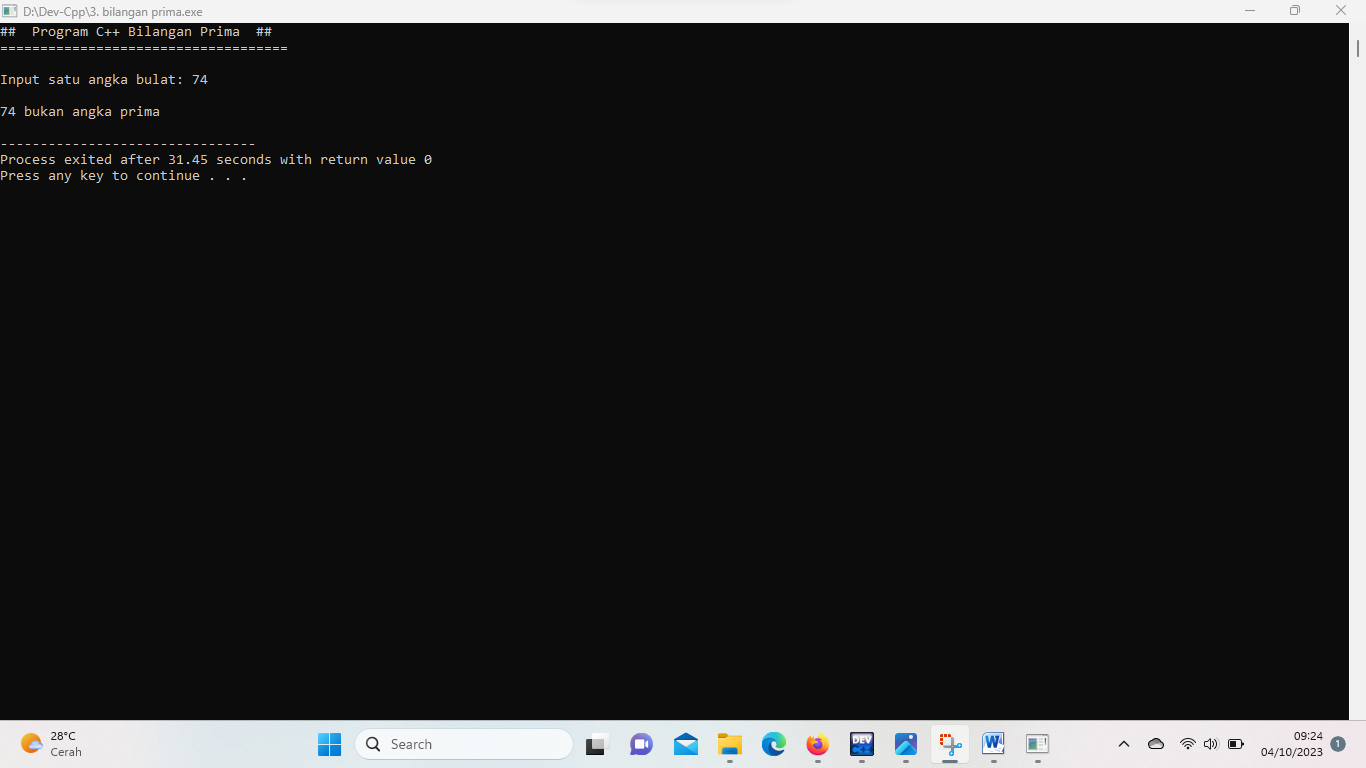 D:\Dev-Cpp\3. bilangan prima.exe
##  Program C++ Bilangan Prima  ##
====================================
Input satu angka bulat: 74
74 bukan angka prima
--------------------------------
Process exited after 31.45 seconds with return value 0
Press any key to continue . . .
28°C
Cerah
Search
DEV
C++
W
09:24
04/10/2023
1